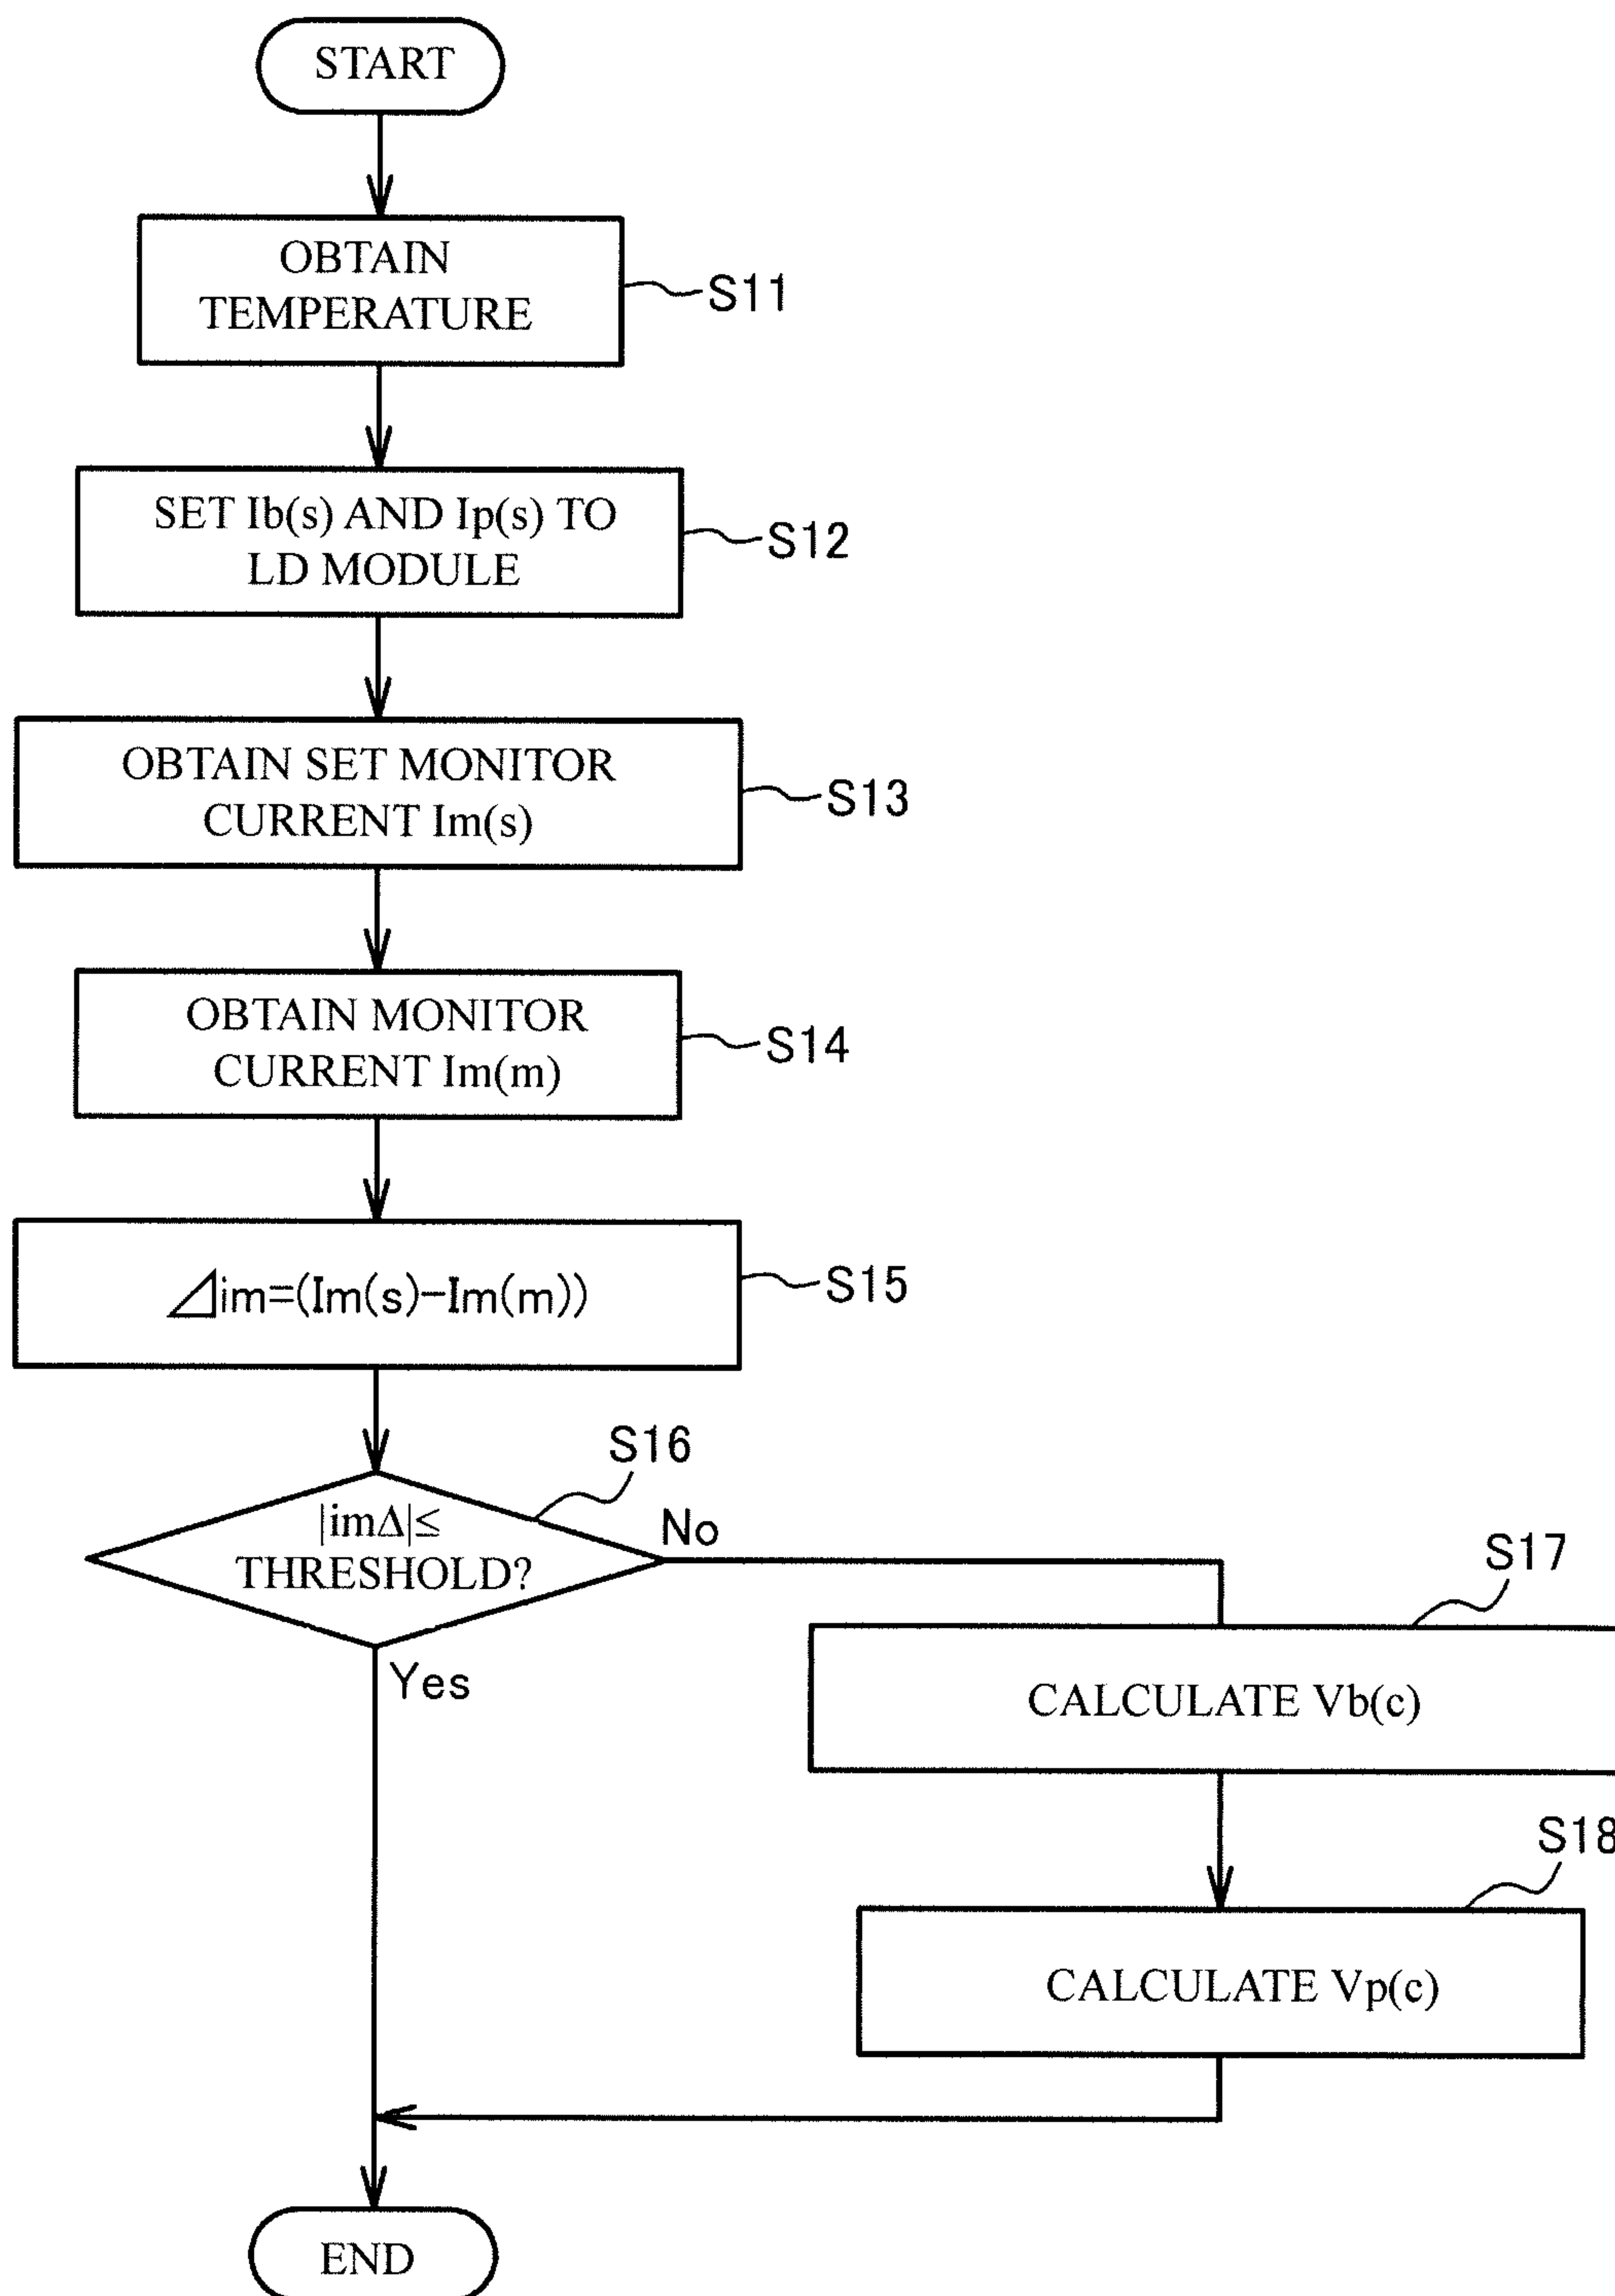 START
OBTAIN
TEMPERATURE
S11
SET Ib(s) AND Ip(s) TO
LD MODULE
S12
OBTAIN SET MONITOR
CURRENT Im(s)
S13
OBTAIN MONITOR
CURRENT Im(m)
S14
⊿im=(Im(s)-Im(m))
S15
S16
|imΔ|≤
THRESHOLD?
No
Yes
S17
CALCULATE Vb(c)
S18
CALCULATE Vp(c)
END